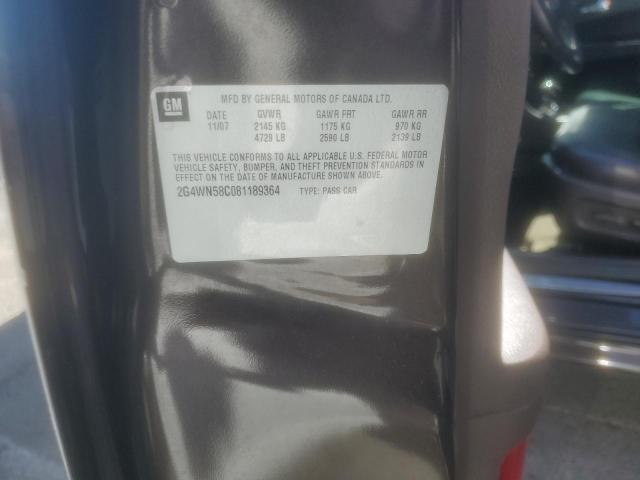 GM
MFD BY GENERAL MOTORS OF CANADA LTD.
DATE GVWR GAWR FRT GAWR RR
11/07 2145 KG 1175 KG 970 KG
4729 LB 2590 LB 2139 LB
THIS VEHICLE CONFORMS TO ALL APPLICABLE U.S. FEDERAL MOTOR
VEHICLE SAFETY, BUMPER, AND THEFT PREVENTION STANDARDS IN
EFFECT ON THE DATE OF MANUFACTURE SHOWN ABOVE.
2G4WN58C081189364 TYPE: PASS CAR